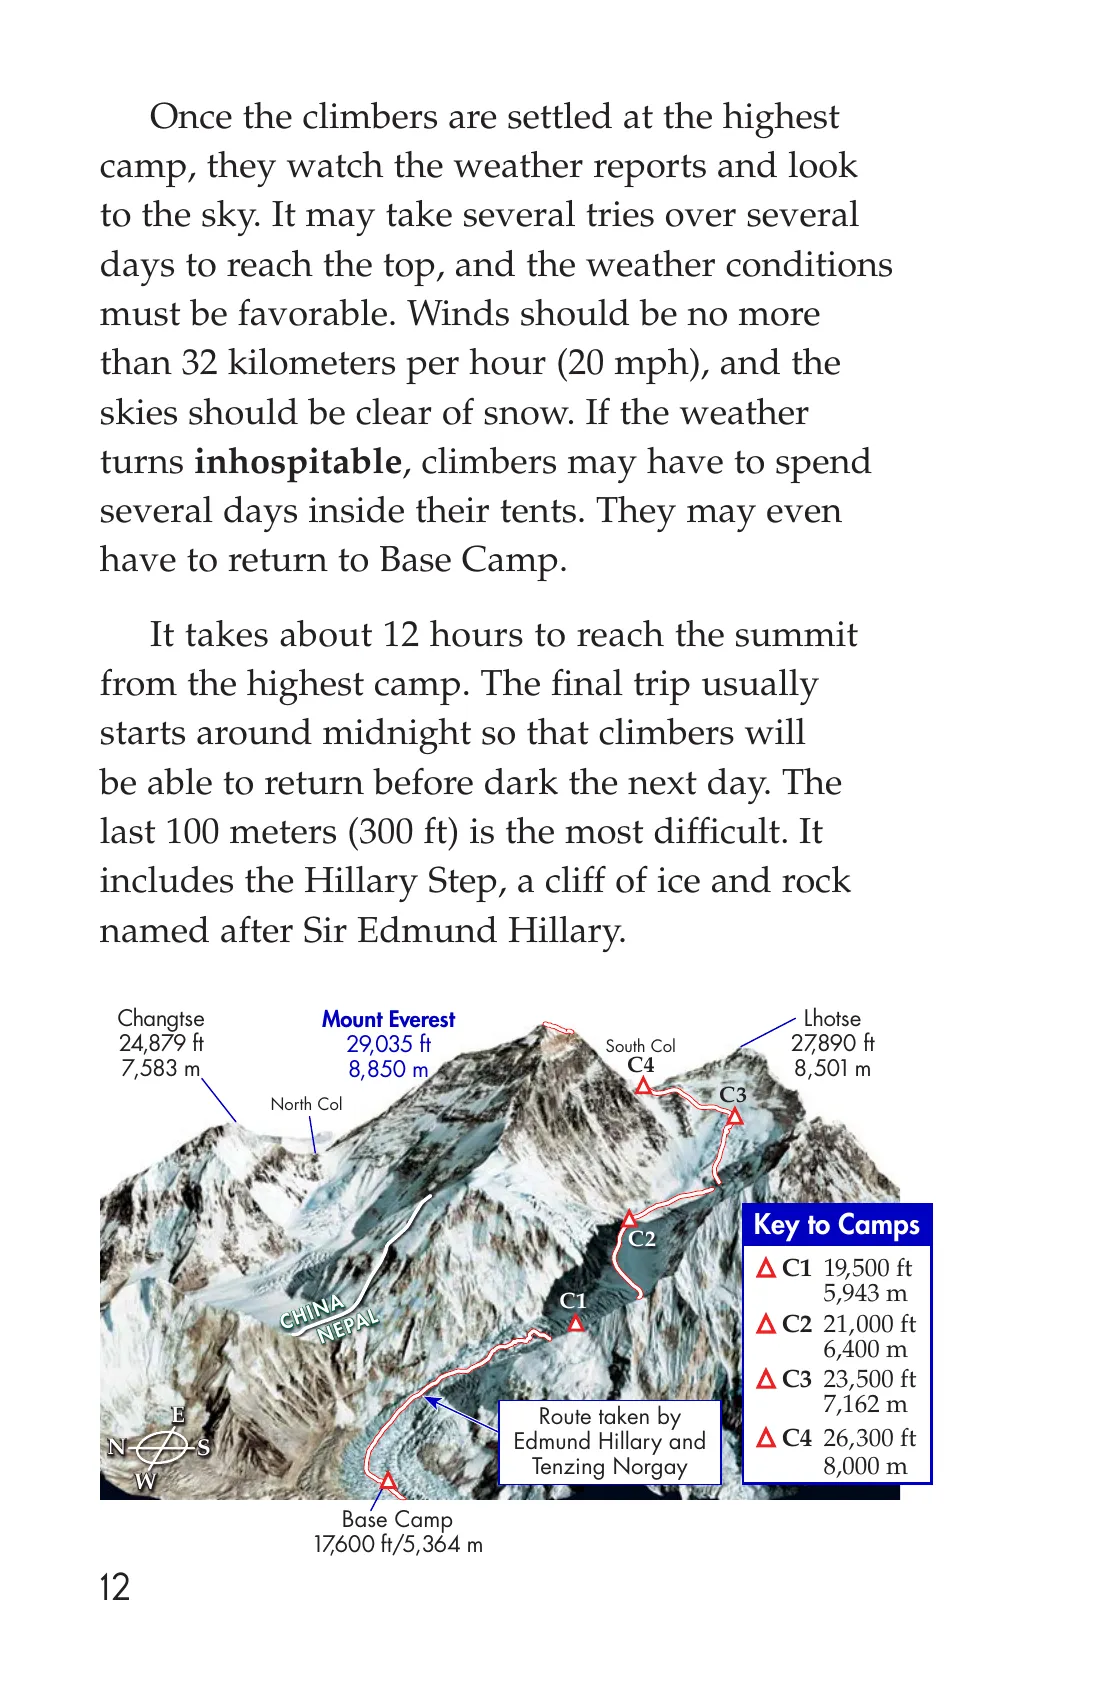 Once the climbers are settled at the highest
camp, they watch the weather reports and look
to the sky. It may take several tries over several
days to reach the top, and the weather conditions
must be favorable. Winds should be no more
than 32 kilometers per hour (20 mph), and the
skies should be clear of snow. If the weather
turns inhospitable, climbers may have to spend
several days inside their tents. They may even
have to return to Base Camp.
It takes about 12 hours to reach the summit
from the highest camp. The final trip usually
starts around midnight so that climbers will
be able to return before dark the next day. The
last 100 meters (300 ft) is the most difficult. It
includes the Hillary Step, a cliff of ice and rock
named after Sir Edmund Hillary.
Changtse
24,879 ft
7,583 m
North Col
Mount Everest
29,035 ft
8,850 m
South Col
C4
C3
Lhotse
27,890 ft
8,501 m
C2
C1
CHINA
NEPAL
N
E
S
W
Route taken by
Edmund Hillary and
Tenzing Norgay
Key to Camps
C1 19,500 ft
5,943 m
C2 21,000 ft
6,400 m
C3 23,500 ft
7,162 m
C4 26,300 ft
8,000 m
Base Camp
17,600 ft/5,364 m
12